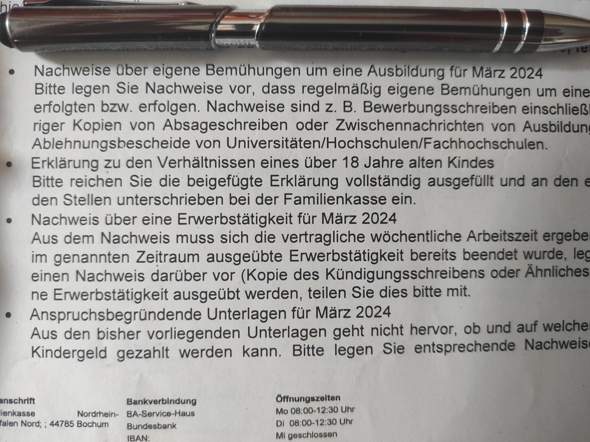 • Nachweise über eigene Bemühungen um eine Ausbildung für März 2024
Bitte legen Sie Nachweise vor, dass regelmäßig eigene Bemühungen um eine
erfolgten bzw. erfolgen. Nachweise sind z. B. Bewerbungsschreiben einschließ
riger Kopien von Absageschreiben oder Zwischennachrichten von Ausbildung
Ablehnungsbescheide von Universitäten/Hochschulen/Fachhochschulen.
• Erklärung zu den Verhältnissen eines über 18 Jahre alten Kindes
Bitte reichen Sie die beigefügte Erklärung vollständig ausgefüllt und an den e
den Stellen unterschrieben bei der Familienkasse ein.
• Nachweis über eine Erwerbstätigkeit für März 2024
Aus dem Nachweis muss sich die vertragliche wöchentliche Arbeitszeit ergebe
im genannten Zeitraum ausgeübte Erwerbstätigkeit bereits beendet wurde, leg
einen Nachweis darüber vor (Kopie des Kündigungsschreibens oder Ähnliches
ne Erwerbstätigkeit ausgeübt werden, teilen Sie dies bitte mit.
• Anspruchsbegründende Unterlagen für März 2024
Aus den bisher vorliegenden Unterlagen geht nicht hervor, ob und auf welche
Kindergeld gezahlt werden kann. Bitte legen Sie entsprechende Nachweise
anschrift
ienkasse Nordrhein-
falen Nord; ; 44785 Bochum
Bankverbindung
BA-Service-Haus
Bundesbank
IBAN:
Öffnungszeiten
Mo 08:00-12:30 Uhr
Di 08:00-12:30 Uhr
Mi geschlossen